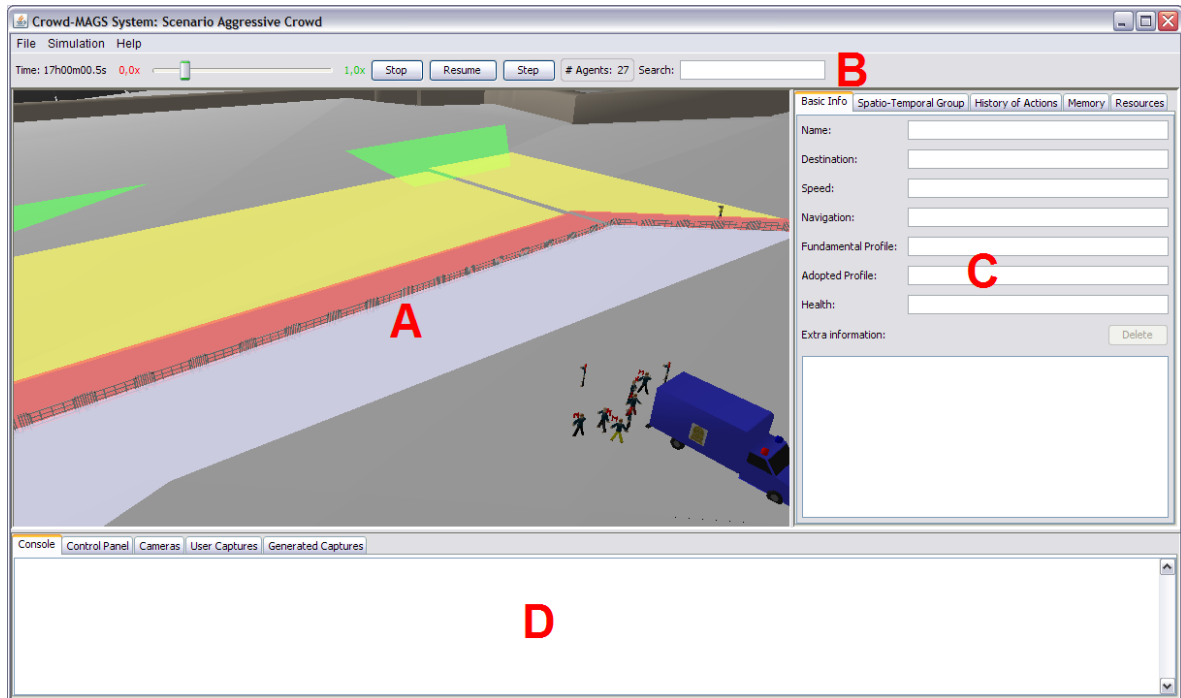 Crowd-MAGS System: Scenario Aggressive Crowd
File Simulation Help
Time: 17h00m00.5s 0,0x 1,0x Stop Resume Step # Agents: 27 Search: B
Basic Info Spatio-Temporal Group History of Actions Memory Resources
Name:
Destination:
Speed:
Navigation:
Fundamental Profile:
Adopted Profile:
Health:
Extra information: Delete
C
A
Console Control Panel Cameras User Captures Generated Captures
D